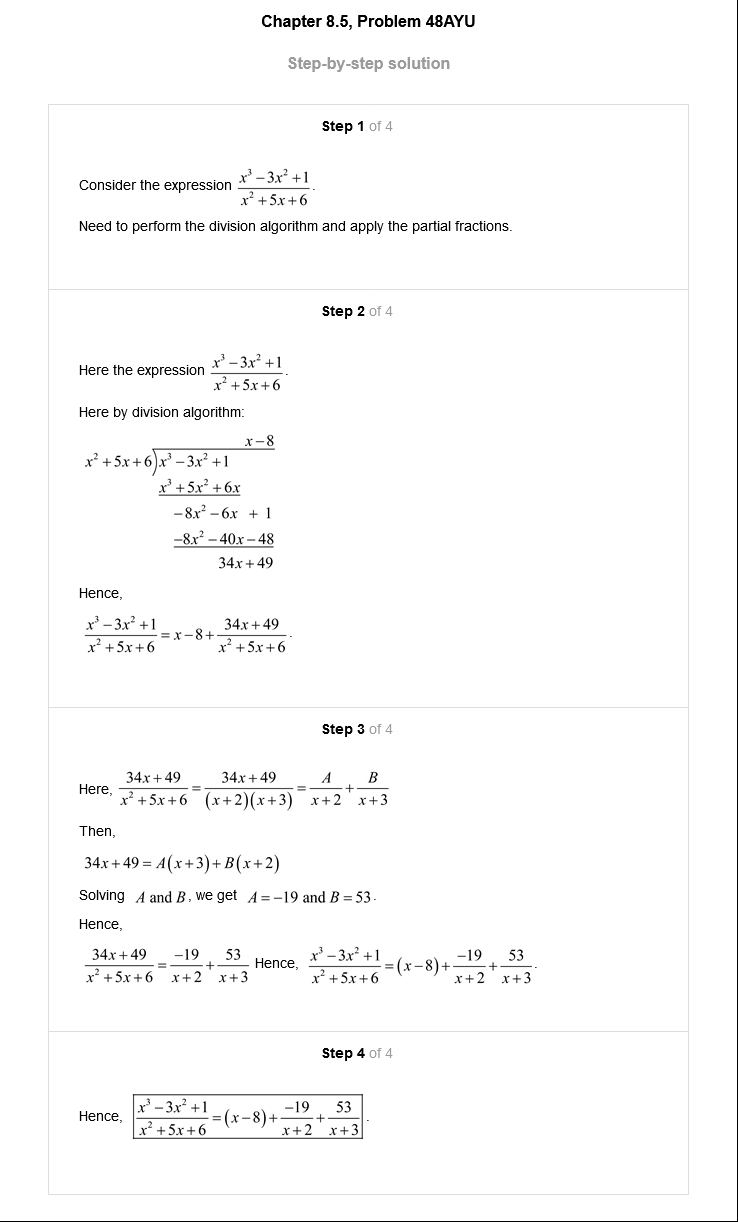 Chapter 8.5, Problem 48AYU
Step-by-step solution
Step 1 of 4
Consider the expression \frac{x^3-3x^2+1}{x^2+5x+6}.
Need to perform the division algorithm and apply the partial fractions.
Step 2 of 4
Here the expression \frac{x^3-3x^2+1}{x^2+5x+6}.
Here by division algorithm:
x-8
x^2+5x+6)x^3-3x^2+1
x^3+5x^2+6x
-8x^2-6x + 1
-8x^2-40x-48
34x+49
Hence,
\frac{x^3-3x^2+1}{x^2+5x+6}=x-8+\frac{34x+49}{x^2+5x+6}.
Step 3 of 4
Here, \frac{34x+49}{x^2+5x+6}=\frac{34x+49}{(x+2)(x+3)}=\frac{A}{x+2}+\frac{B}{x+3}
Then,
34x+49=A(x+3)+B(x+2)
Solving A and B, we get A=-19 and B=53.
Hence,
\frac{34x+49}{x^2+5x+6}=\frac{-19}{x+2}+\frac{53}{x+3} Hence, \frac{x^3-3x^2+1}{x^2+5x+6}=(x-8)+\frac{-19}{x+2}+\frac{53}{x+3}.
Step 4 of 4
Hence, \frac{x^3-3x^2+1}{x^2+5x+6}=(x-8)+\frac{-19}{x+2}+\frac{53}{x+3}.